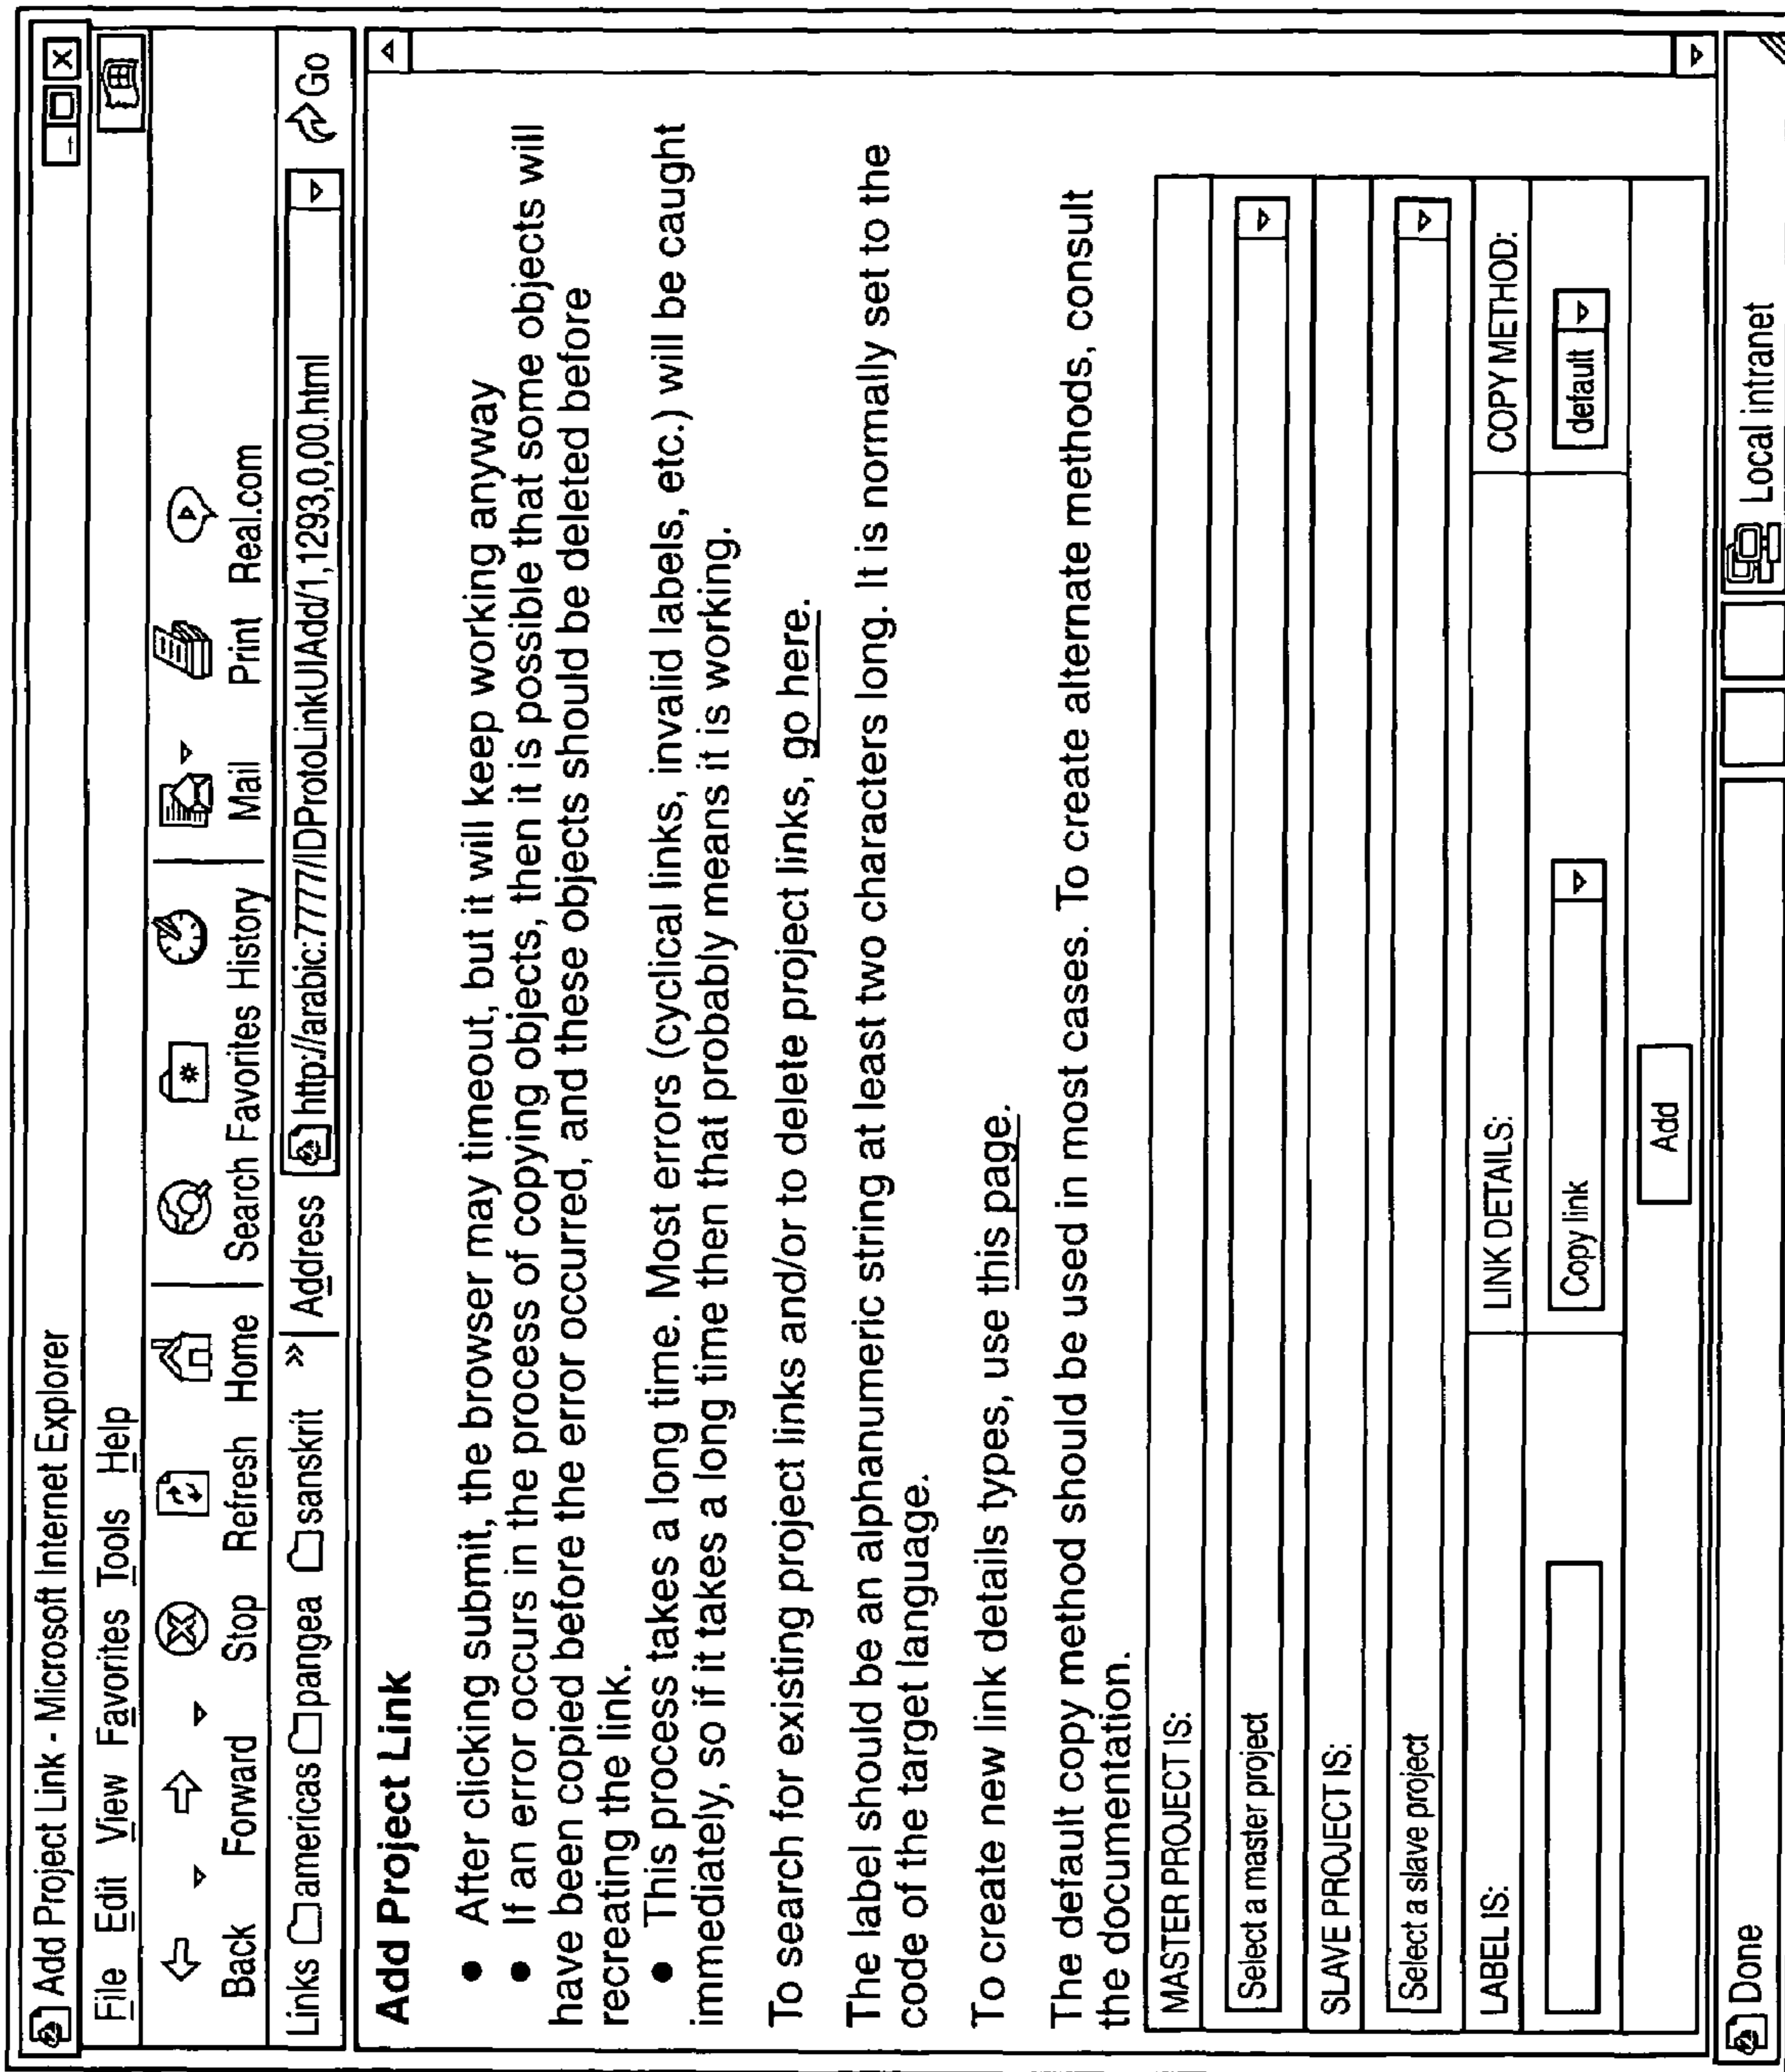 Add Project Link - Microsoft Internet Explorer
File Edit View Favorites Tools Help
Back Forward Stop Refresh Home Search Favorites History Mail Print Real.com
Links americas pangea sanskrit » Address http://arabic:7777/IDProtoLinkUIAdd/1,1293,0,00.html Go
Add Project Link
• After clicking submit, the browser may timeout, but it will keep working anyway
• If an error occurs in the process of copying objects, then it is possible that some objects will
have been copied before the error occurred, and these objects should be deleted before
recreating the link.
• This process takes a long time. Most errors (cyclical links, invalid labels, etc.) will be caught
immediately, so if it takes a long time then that probably means it is working.
To search for existing project links and/or to delete project links, go here.
The label should be an alphanumeric string at least two characters long. It is normally set to the
code of the target language.
To create new link details types, use this page.
The default copy method should be used in most cases. To create alternate methods, consult
the documentation.
MASTER PROJECT IS:
Select a master project
SLAVE PROJECT IS:
Select a slave project
LABEL IS: LINK DETAILS: COPY METHOD:
Copy link default
Add
Done Local intranet